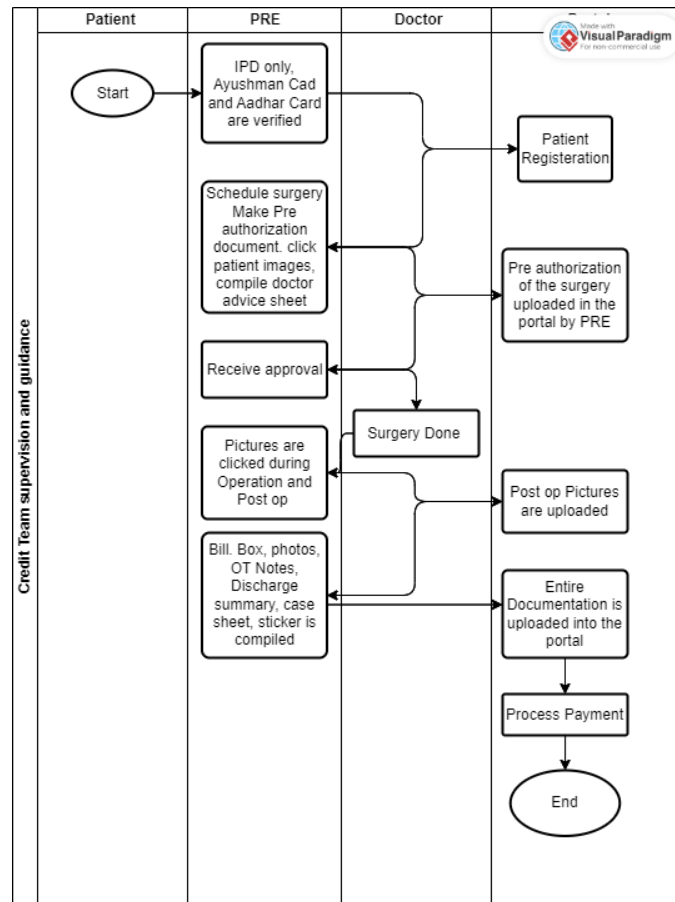 Patient
PRE
Doctor
Made with
VisualParadigm
For non-commercial use
Start
IPD only,
Ayushman Cad
and Aadhar Card
are verified
Patient
Registeration
Schedule surgery
Make Pre
authorization
document. click
patient images,
compile doctor
advice sheet
Pre authorization
of the surgery
uploaded in the
portal by PRE
Credit Team supervision and guidance
Receive approval
Surgery Done
Pictures are
clicked during
Operation and
Post op
Post op Pictures
are uploaded
Bill. Box, photos,
OT Notes,
Discharge
summary, case
sheet, sticker is
compiled
Entire
Documentation is
uploaded into the
portal
Process Payment
End